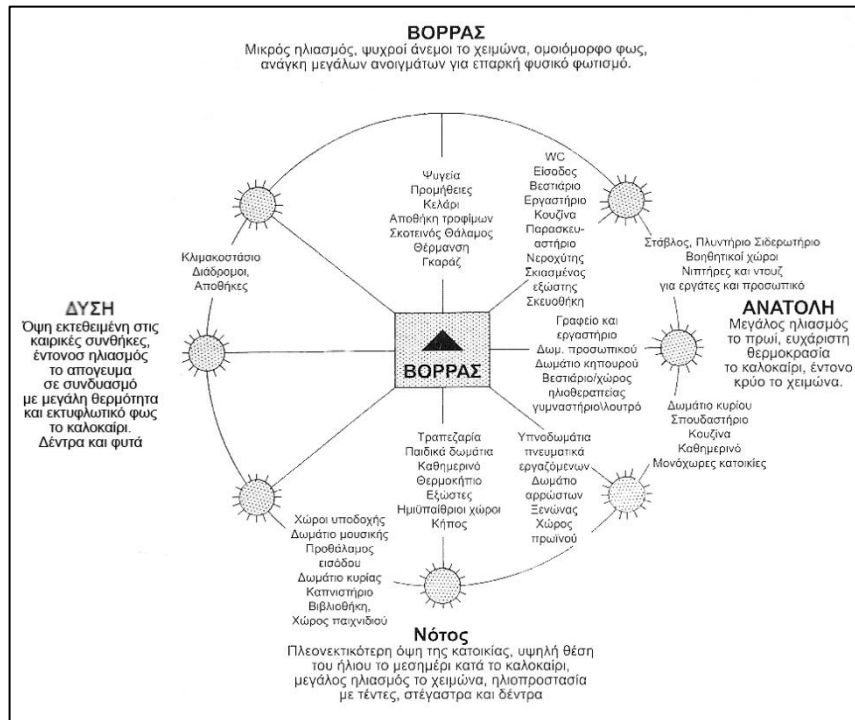 ΒΟΡΡΑΣ
Μικρός ηλιασμός, ψυχροί άνεμοι το χειμώνα, ομοιόμορφο φως,
ανάγκη μεγάλων ανοιγμάτων για επαρκή φυσικό φωτισμό.
Ψυγεία
Προμήθειες
Κελάρι
Αποθήκη τροφίμων
Σκοτεινός Θάλαμος
Θέρμανση
Γκαράζ
WC
Είσοδος
Βεστιάριο
Εργαστήριο
Κουζίνα
Παρασκευ-
αστήριο
Νεροχύτης
Σκιασμένος
εξώστης
Σκευοθήκη
Στάβλος, Πλυντήριο Σιδερωτήριο
Βοηθητικοί χώροι
Νιπτήρες και ντουζ
για εργάτες και προσωπικό
Κλιμακοστάσιο
Διάδρομοι,
Αποθήκες
ΔΥΣΗ
Όψη εκτεθειμένη στις
καιρικές συνθήκες,
έντονοσ ηλιασμός
το απογευμα
σε συνδυασμό
με μεγάλη θερμότητα
και εκτυφλωτικό φως
το καλοκαίρι.
Δέντρα και φυτά
ΒΟΡΡΑΣ
Γραφείο και
εργαστήριο
Δωμ. προσωπικού
Δωμάτιο κηπουρού
Βεστιάριο/χώρος
ηλιοθεραπείας
γυμναστήριο\λουτρό
ΑΝΑΤΟΛΗ
Μεγάλος ηλιασμός
το πρωί, ευχάριστη
θερμοκρασία
το καλοκαίρι, έντονο
κρύο το χειμώνα.
Δωμάτιο κυρίου
Σπουδαστήριο
Κουζίνα
Καθημερινό
Μονόχωρες κατοικίες
Τραπεζαρία
Παιδικά δωμάτια
Καθημερινό
Θερμοκήπιο
Εξώστες
Ημιϋπαίθριοι χώροι
Κήπος
Υπνοδωμάτια
πνευματικά
εργαζόμενων
Δωμάτιο
αρρώστων
Ξενώνας
Χώρος
πρωϊνού
Χώροι υποδοχής
Δωμάτιο μουσικής
Προθάλαμος
εισόδου
Δωμάτιο κυρίας
Καπνιστήριο
Βιβλιοθήκη,
Χώρος παιχνιδιού
Νότος
Πλεονεκτικότερη όψη της κατοικίας, υψηλή θέση
του ήλιου το μεσημέρι κατά το καλοκαίρι,
μεγάλος ηλιασμός το χειμώνα, ηλιοπροστασία
με τέντες, στέγαστρα και δέντρα